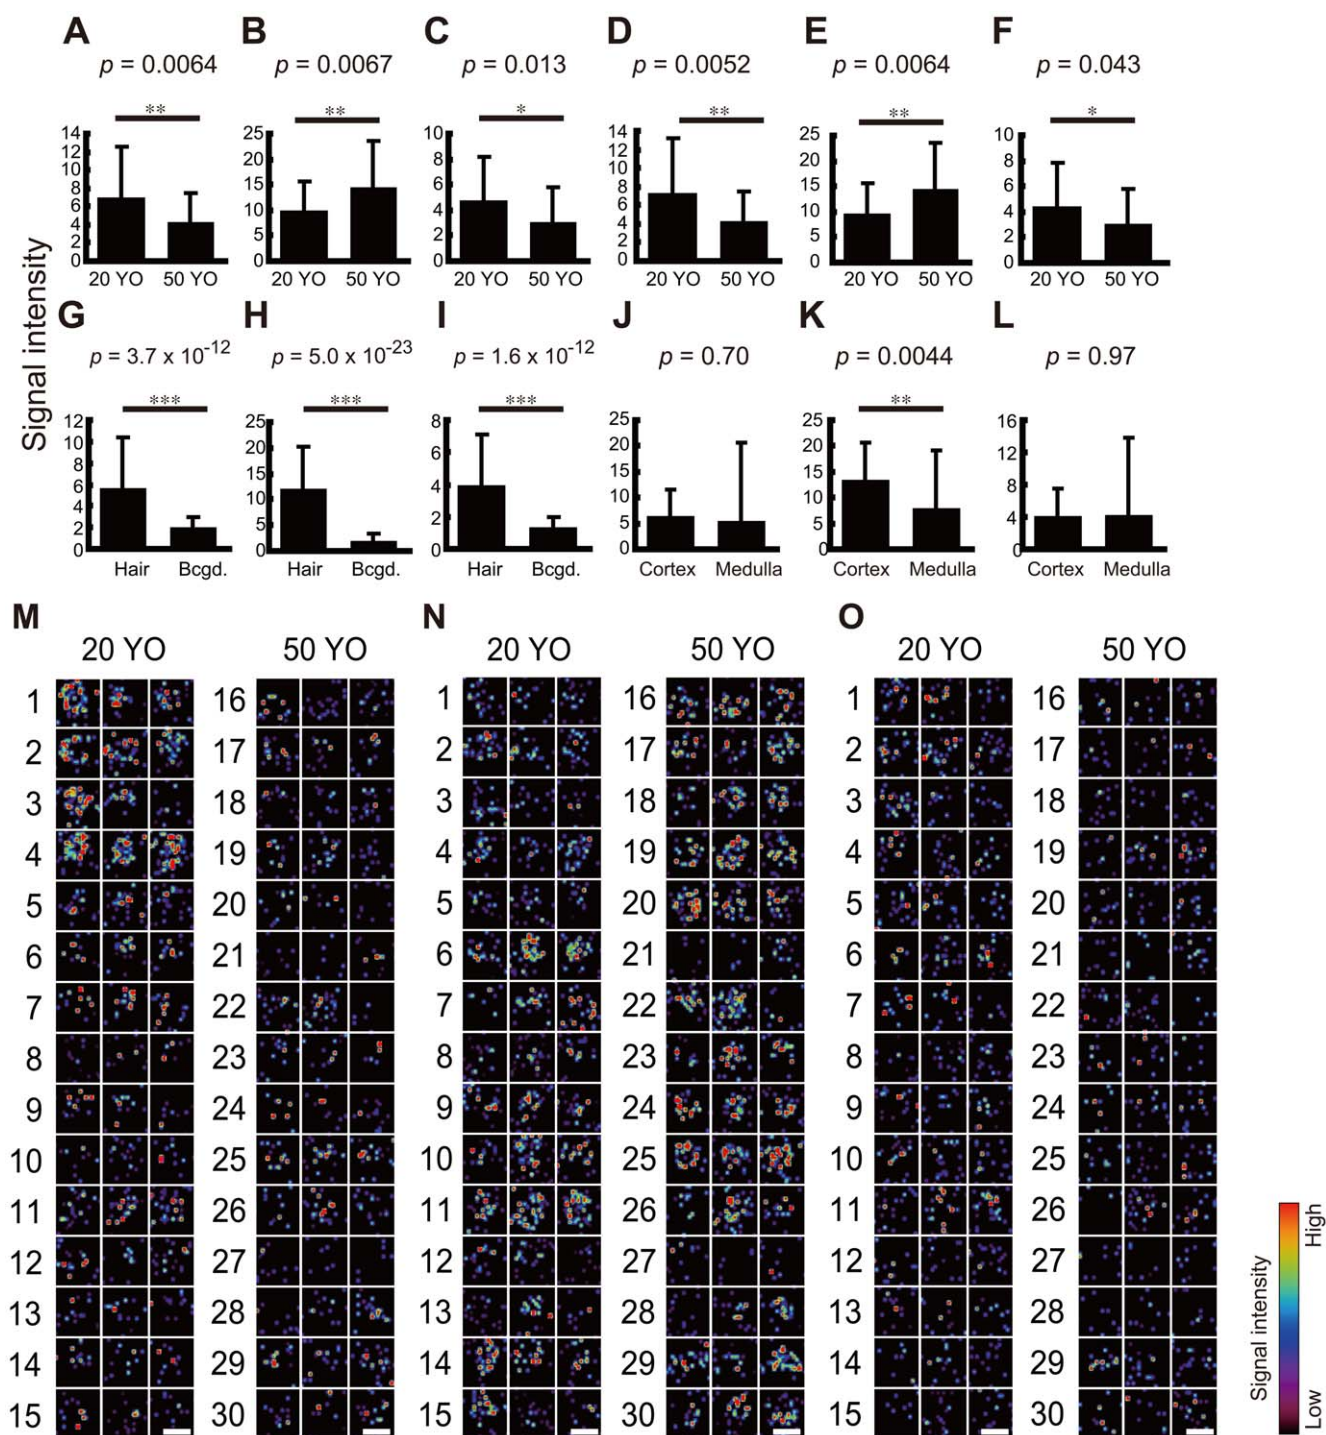 A B C D E F
p = 0.0064 p = 0.0067 p = 0.013 p = 0.0052 p = 0.0064 p = 0.043
** ** * ** ** *
14 25 10 14 25 10
12 20 8 12 20 8
10 15 6 10 15 6
8 10 4 8 10 4
6 5 2 6 5 2
4 0 0 4 0 0
2 2
0 0
20 YO 50 YO 20 YO 50 YO 20 YO 50 YO 20 YO 50 YO 20 YO 50 YO 20 YO 50 YO
Signal intensity
G H I J K L
p = 3.7 x 10⁻¹² p = 5.0 x 10⁻²³ p = 1.6 x 10⁻¹² p = 0.70 p = 0.0044 p = 0.97
*** *** *** **
12 25 8 25 25 16
10 20 6 20 20 12
8 15 4 15 15 8
6 10 2 10 10 4
4 5 0 5 5 0
2 0 0 0
0
Hair Bcgd. Hair Bcgd. Hair Bcgd. Cortex Medulla Cortex Medulla Cortex Medulla
M N O
20 YO 50 YO 20 YO 50 YO 20 YO 50 YO
1 16 1 16 1 16
2 17 2 17 2 17
3 18 3 18 3 18
4 19 4 19 4 19
5 20 5 20 5 20
6 21 6 21 6 21
7 22 7 22 7 22
8 23 8 23 8 23
9 24 9 24 9 24
10 25 10 25 10 25
11 26 11 26 11 26
12 27 12 27 12 27
13 28 13 28 13 28
14 29 14 29 14 29
15 30 15 30 15 30
Signal intensity
High
Low